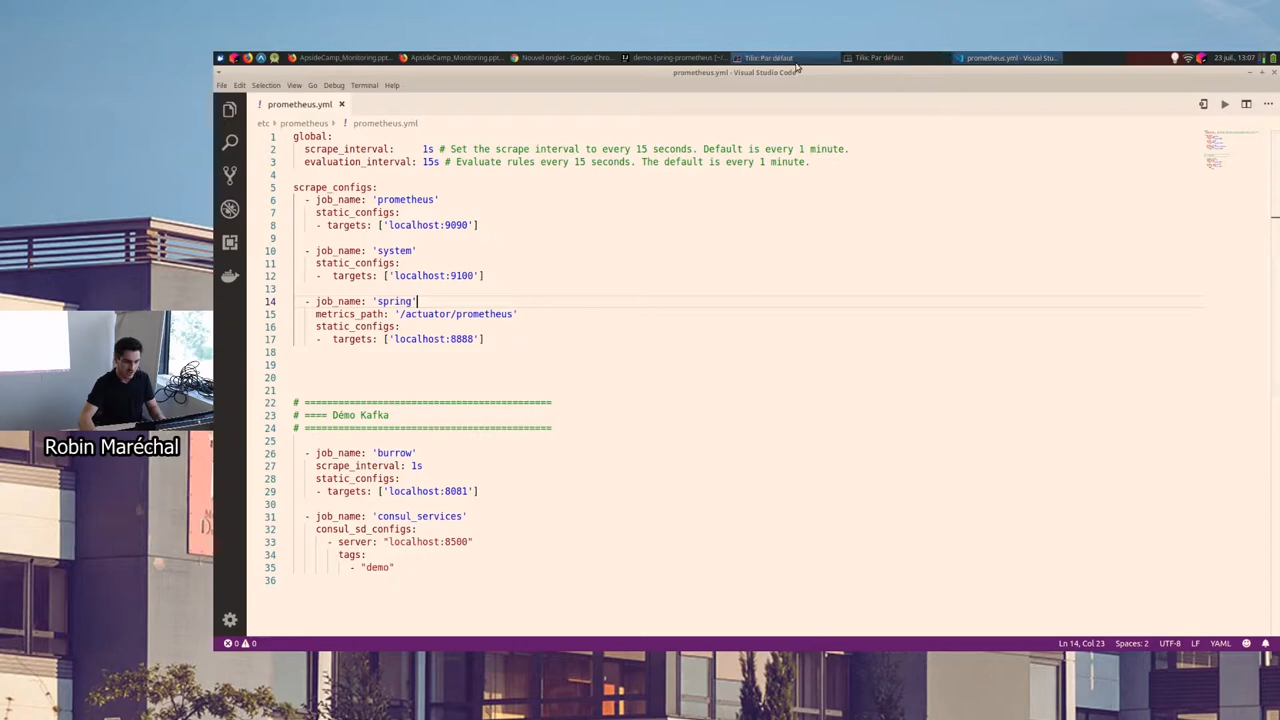 ApsideCamp_Monitoring.ppt...
ApsideCamp_Monitoring.ppt...
Nouvel onglet - Google Chro...
demo-spring-prometheus [~/...
Tilix: Par défaut
Tilix: Par défaut
prometheus.yml - Visual Stu...
23 juil., 13:07
prometheus.yml - Visual Studio Code
File Edit Selection View Go Debug Terminal Help
! prometheus.yml ×
etc › prometheus › ! prometheus.yml
1 global:
2 scrape_interval: 1s # Set the scrape interval to every 15 seconds. Default is every 1 minute.
3 evaluation_interval: 15s # Evaluate rules every 15 seconds. The default is every 1 minute.
4
5 scrape_configs:
6 - job_name: 'prometheus'
7 static_configs:
8 - targets: ['localhost:9090']
9
10 - job_name: 'system'
11 static_configs:
12 - targets: ['localhost:9100']
13
14 - job_name: 'spring'
15 metrics_path: '/actuator/prometheus'
16 static_configs:
17 - targets: ['localhost:8888']
18
19
20
21
22 # ============================================
23 # ==== Démo Kafka
24 # ============================================
25
26 - job_name: 'burrow'
27 scrape_interval: 1s
28 static_configs:
29 - targets: ['localhost:8081']
30
31 - job_name: 'consul_services'
32 consul_sd_configs:
33 - server: "localhost:8500"
34 tags:
35 - "demo"
36
0 0
Ln 14, Col 23 Spaces: 2 UTF-8 LF YAML
Robin Maréchal